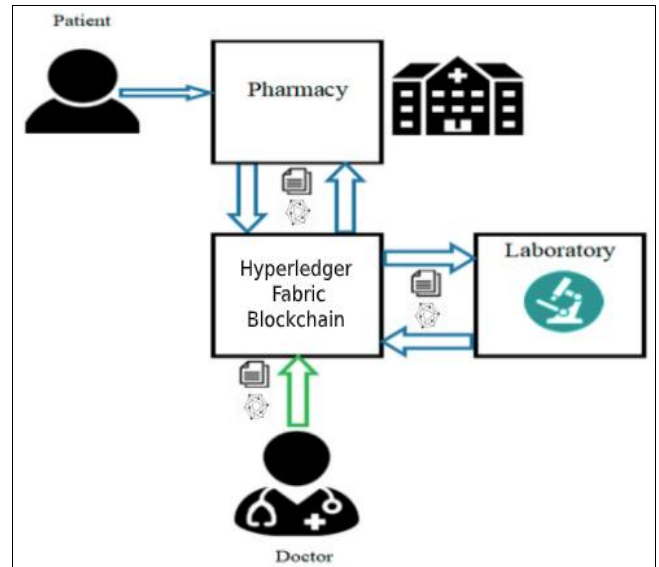 Patient
Pharmacy
Hyperledger
Fabric
Blockchain
Laboratory
Doctor